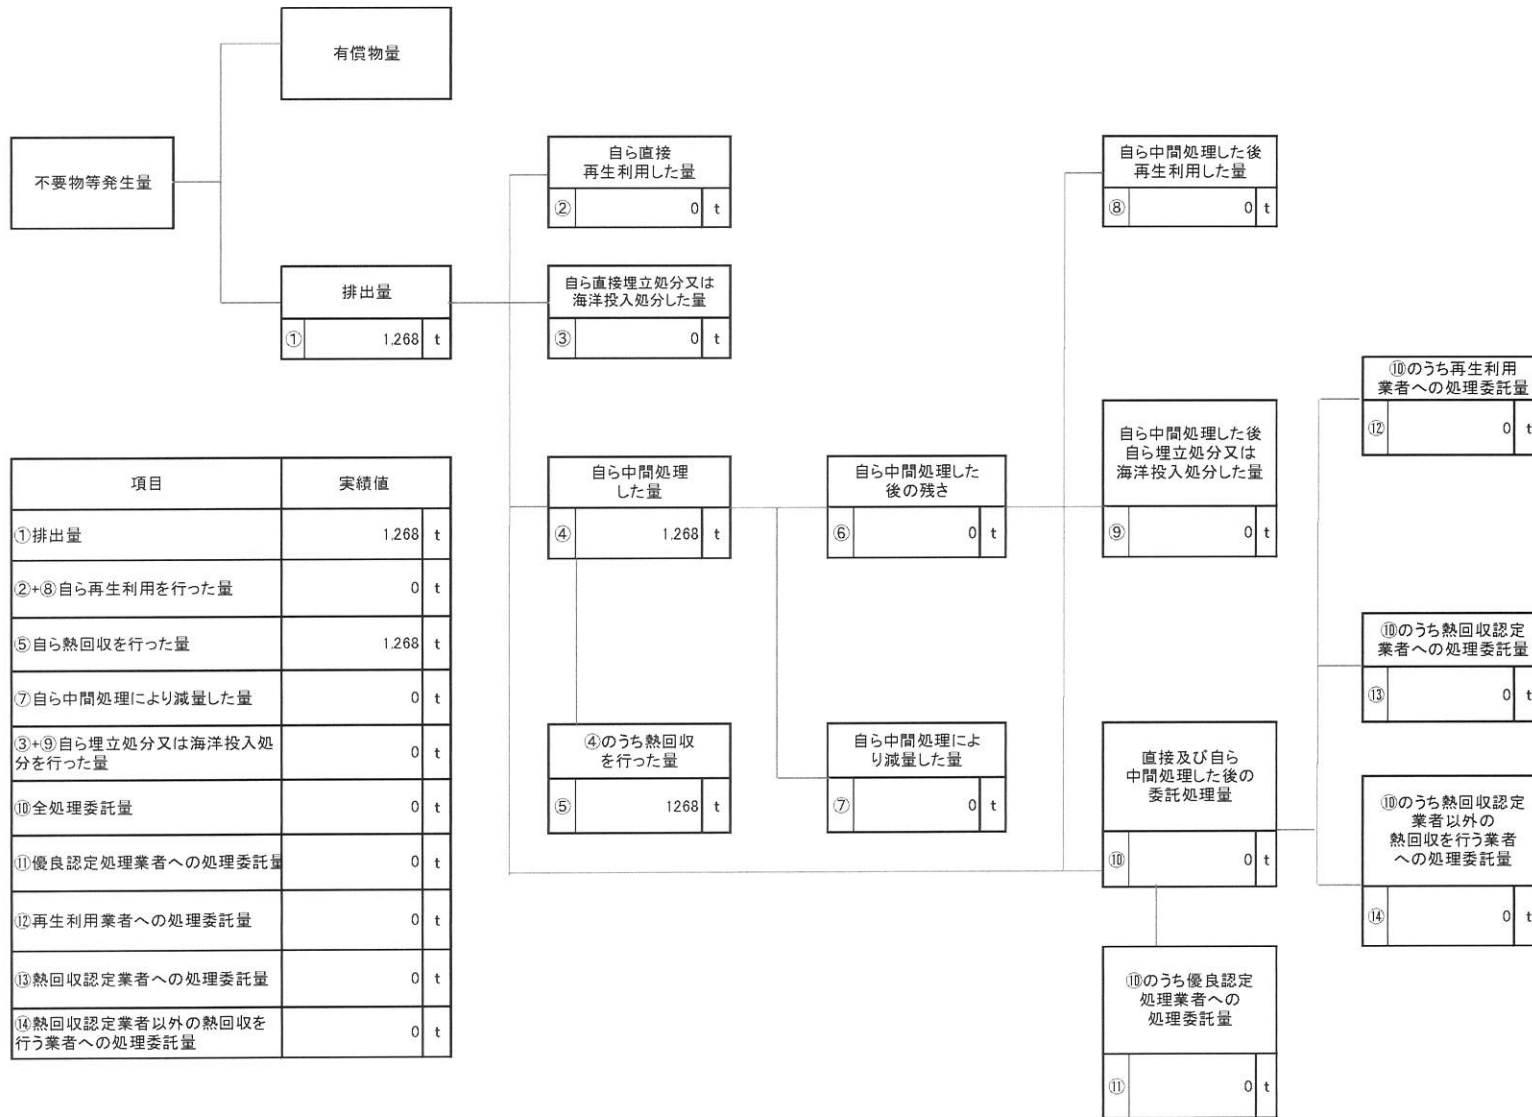 有償物量
不要物等発生量
排出量
① 1,268 t
自ら直接
再生利用した量
② 0 t
自ら直接埋立処分又は
海洋投入処分した量
③ 0 t
自ら中間処理
した量
④ 1,268 t
④のうち熱回収
を行った量
⑤ 1268 t
自ら中間処理した
後の残さ
⑥ 0 t
自ら中間処理によ
り減量した量
⑦ 0 t
自ら中間処理した後
再生利用した量
⑧ 0 t
自ら中間処理した後
自ら埋立処分又は
海洋投入処分した量
⑨ 0 t
直接及び自ら
中間処理した後の
委託処理量
⑩ 0 t
⑩のうち優良認定
処理業者への
処理委託量
⑪ 0 t
⑩のうち再生利用
業者への処理委託量
⑫ 0 t
⑩のうち熱回収認定
業者への処理委託量
⑬ 0 t
⑩のうち熱回収認定
業者以外の
熱回収を行う業者
への処理委託量
⑭ 0 t
項目 実績値
①排出量 1,268 t
②+⑧自ら再生利用を行った量 0 t
⑤自ら熱回収を行った量 1,268 t
⑦自ら中間処理により減量した量 0 t
③+⑨自ら埋立処分又は海洋投入処
分を行った量 0 t
⑩全処理委託量 0 t
⑪優良認定処理業者への処理委託量 0 t
⑫再生利用業者への処理委託量 0 t
⑬熱回収認定業者への処理委託量 0 t
⑭熱回収認定業者以外の熱回収を
行う業者への処理委託量 0 t